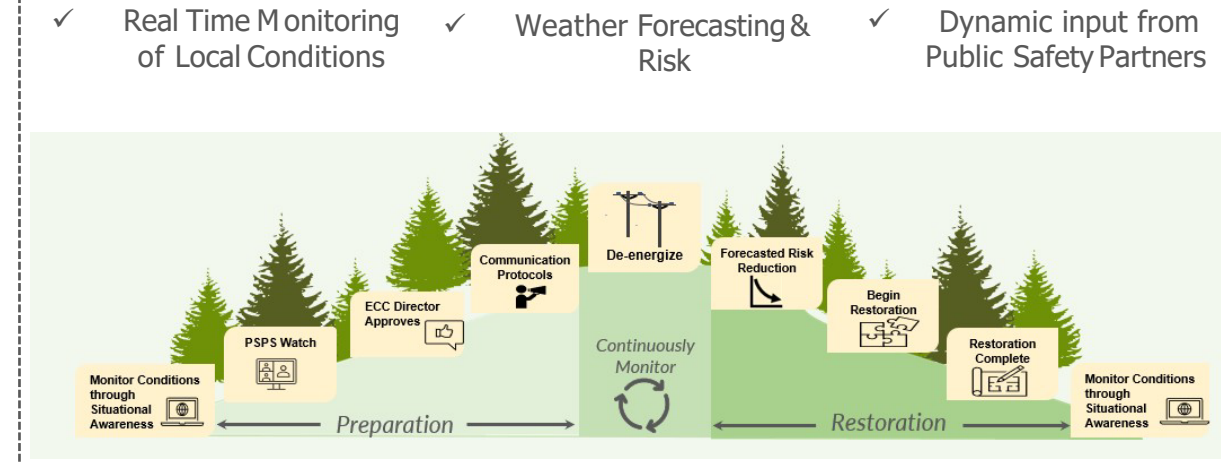 ✓ Real Time Monitoring
of Local Conditions
✓ Weather Forecasting &
Risk
✓ Dynamic input from
Public Safety Partners
Monitor Conditions
through
Situational
Awareness
PSPS Watch
ECC Director
Approves
Communication
Protocols
De-energize
Forecasted Risk
Reduction
Begin
Restoration
Restoration
Complete
Monitor Conditions
through
Situational
Awareness
Continuously
Monitor
Preparation
Restoration